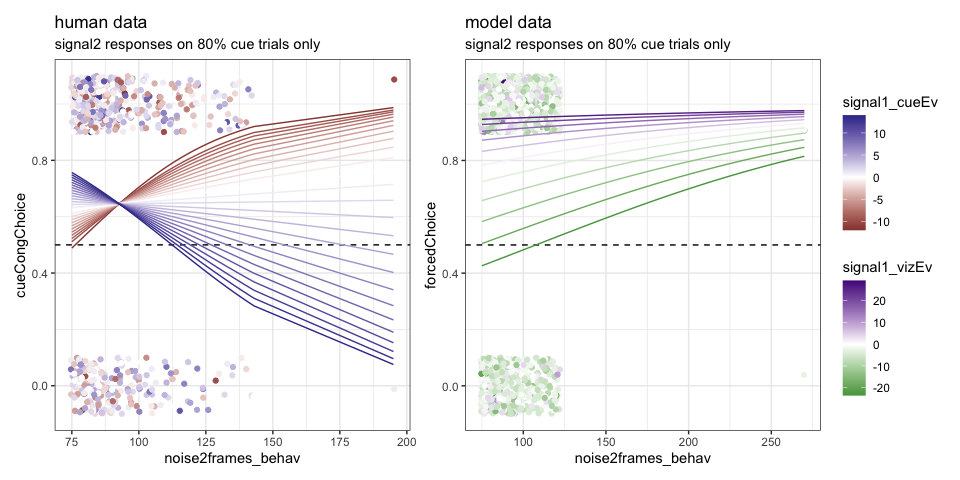 human data
signal2 responses on 80% cue trials only
cueCongChoice
0.8
0.4
0.0
75
100
125
150
175
200
noise2frames_behav
model data
signal2 responses on 80% cue trials only
forcedChoice
0.8
0.4
0.0
100
150
200
250
noise2frames_behav
signal1_cueEv
10
5
0
-5
-10
signal1_vizEv
20
10
0
-10
-20